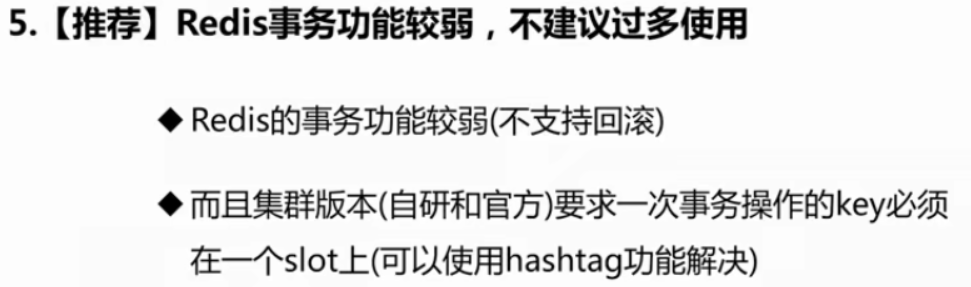 5.【推荐】Redis事务功能较弱，不建议过多使用
◆ Redis的事务功能较弱(不支持回滚)
◆ 而且集群版本(自研和官方)要求一次事务操作的key必须
在一个slot上(可以使用hashtag功能解决)